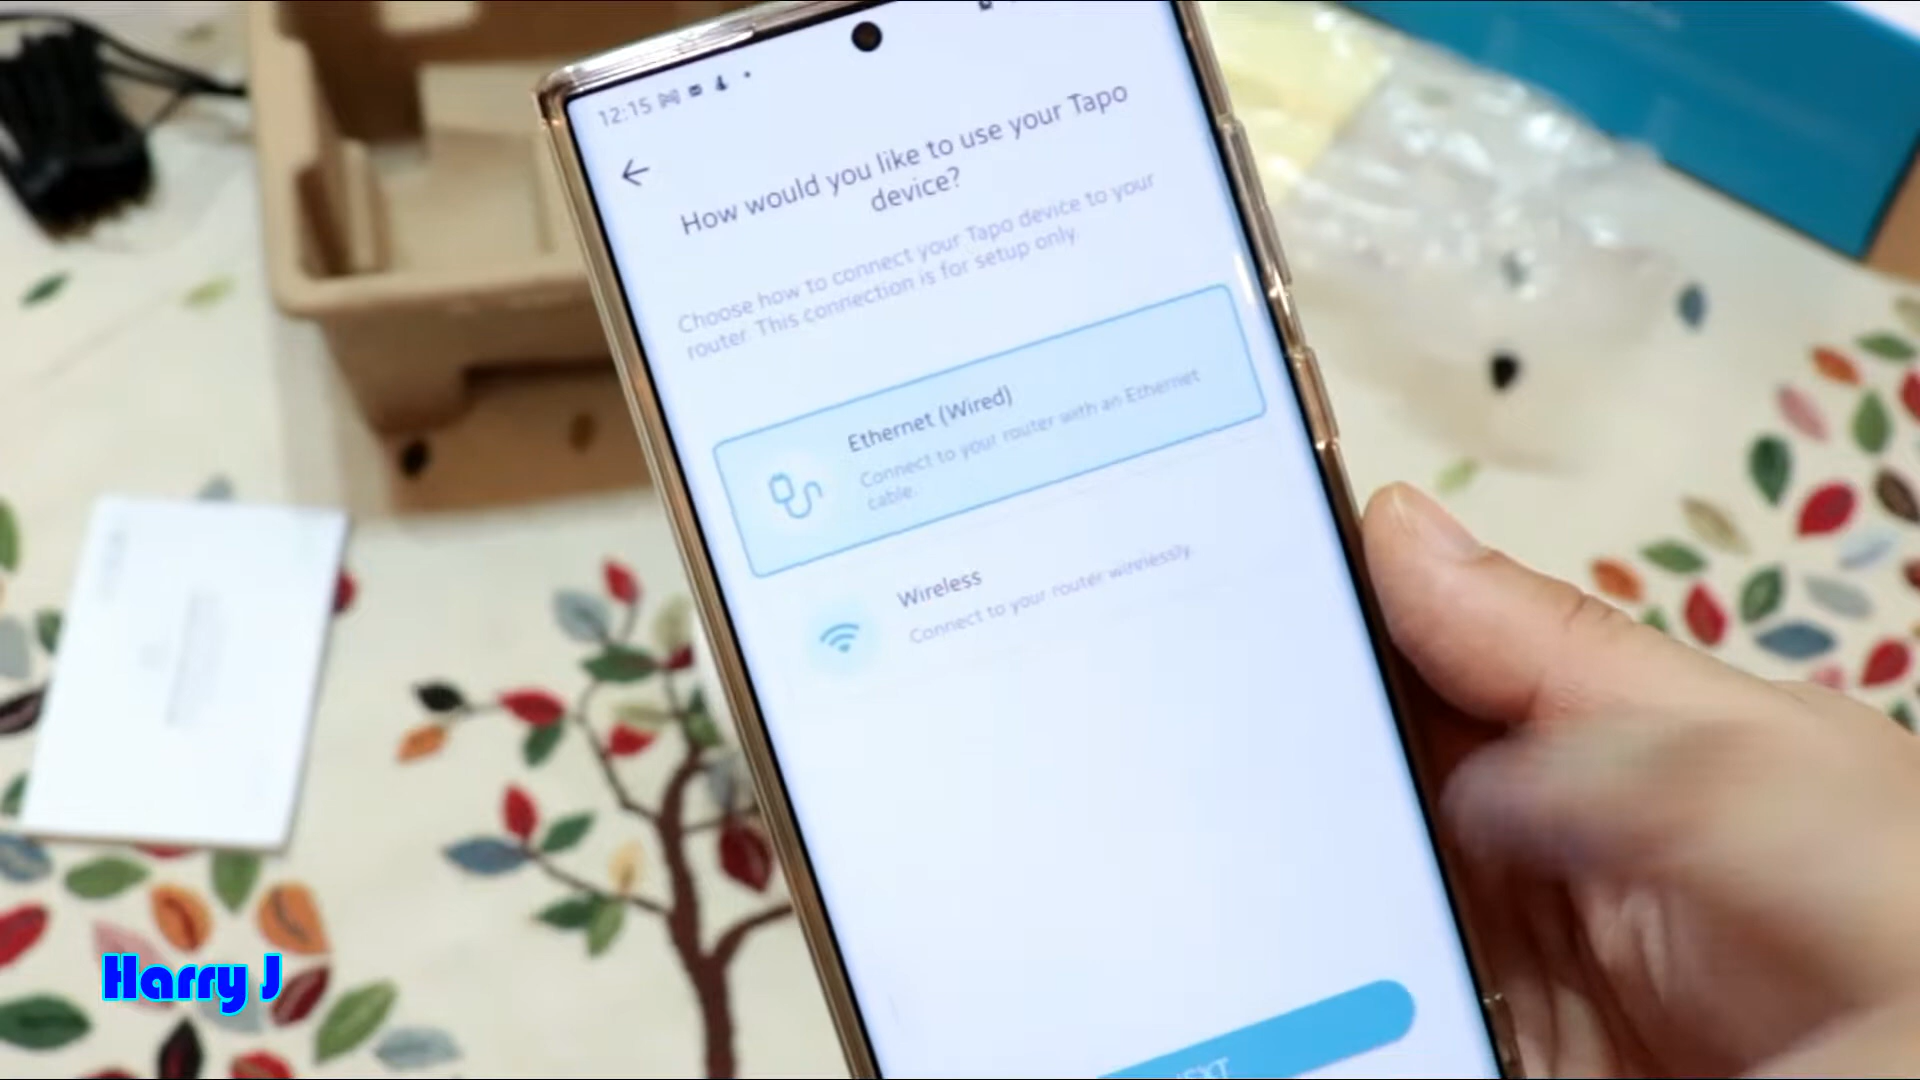 12:15
How would you like to use your Tapo
device?
Choose how to connect your Tapo device to your
router. This connection is for setup only.
Ethernet (Wired)
Connect to your router with an Ethernet
cable.
Wireless
Connect to your router wirelessly.
NEXT
Harry J